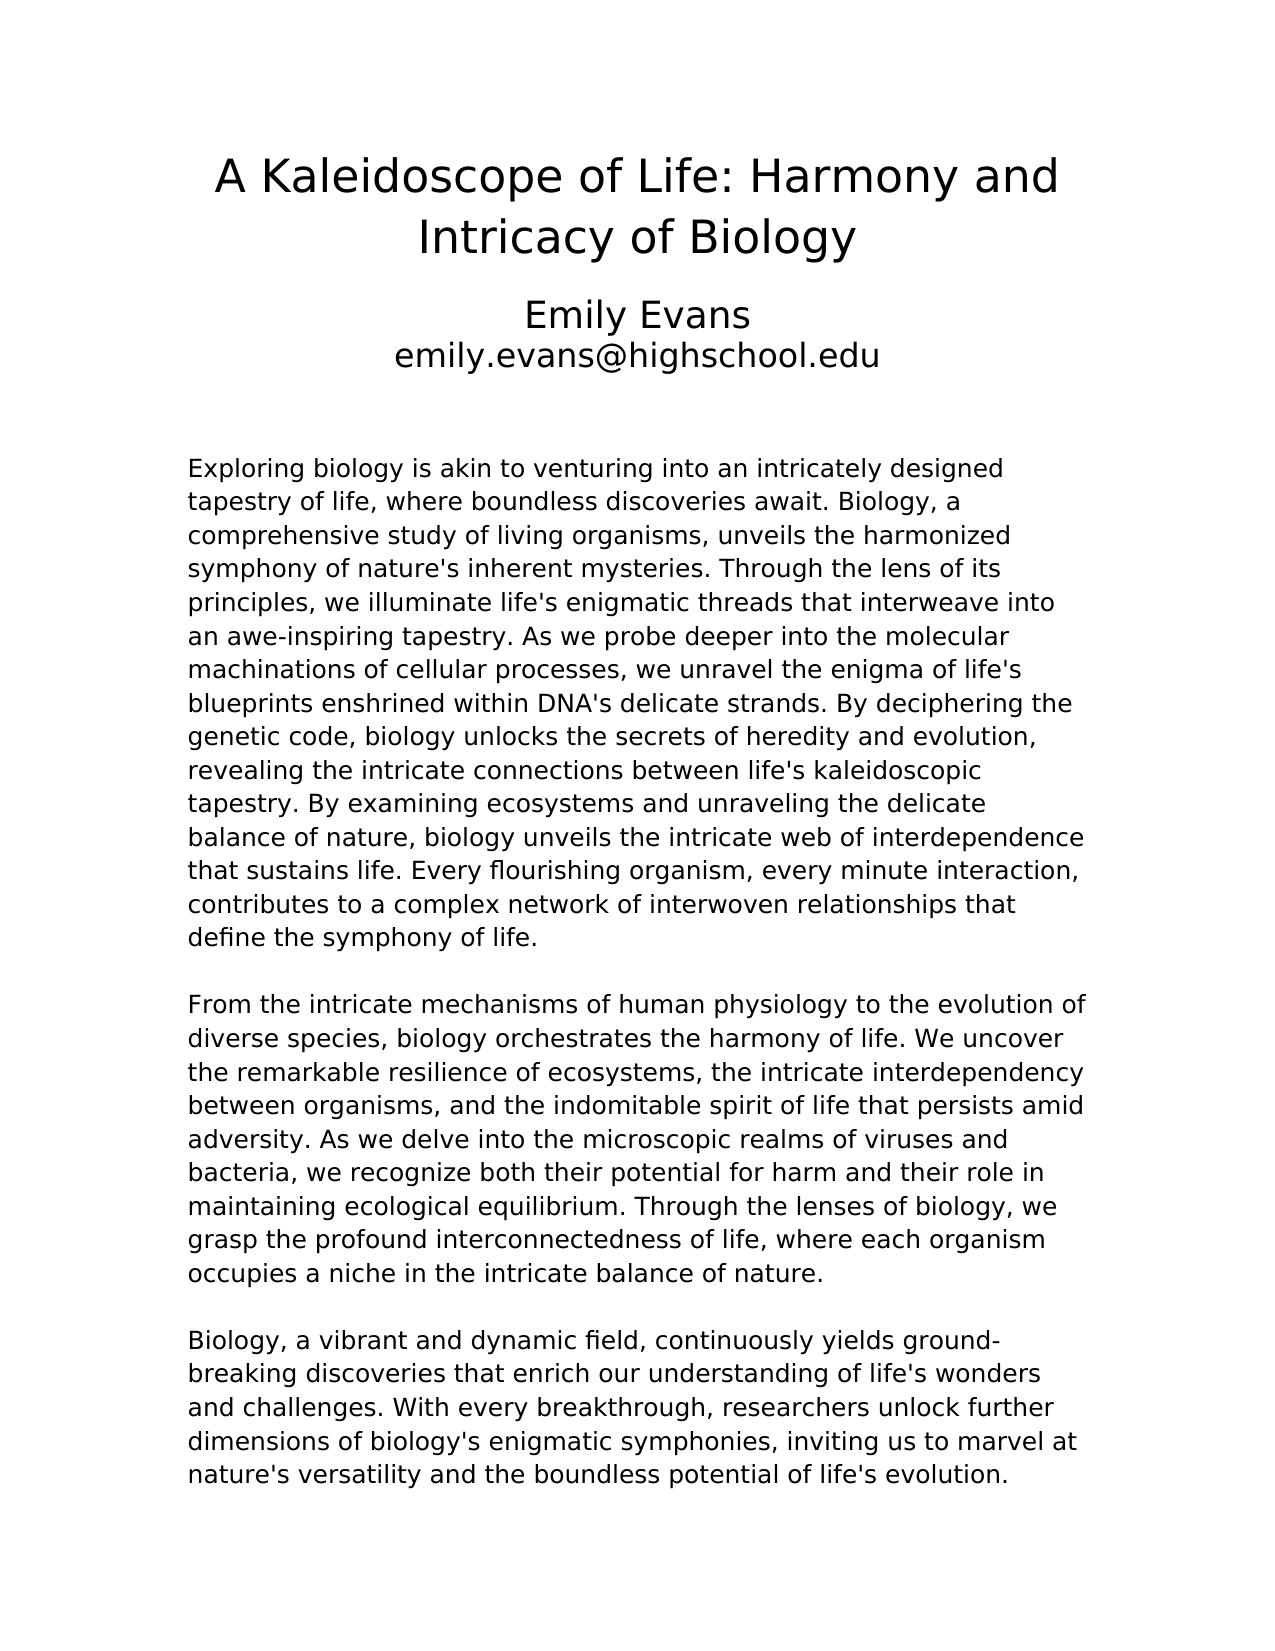 A Kaleidoscope of Life: Harmony and
Intricacy of Biology
Emily Evans
emily.evans@highschool.edu
Exploring biology is akin to venturing into an intricately designed
tapestry of life, where boundless discoveries await. Biology, a
comprehensive study of living organisms, unveils the harmonized
symphony of nature's inherent mysteries. Through the lens of its
principles, we illuminate life's enigmatic threads that interweave into
an awe-inspiring tapestry. As we probe deeper into the molecular
machinations of cellular processes, we unravel the enigma of life's
blueprints enshrined within DNA's delicate strands. By deciphering the
genetic code, biology unlocks the secrets of heredity and evolution,
revealing the intricate connections between life's kaleidoscopic
tapestry. By examining ecosystems and unraveling the delicate
balance of nature, biology unveils the intricate web of interdependence
that sustains life. Every flourishing organism, every minute interaction,
contributes to a complex network of interwoven relationships that
define the symphony of life.
From the intricate mechanisms of human physiology to the evolution of
diverse species, biology orchestrates the harmony of life. We uncover
the remarkable resilience of ecosystems, the intricate interdependency
between organisms, and the indomitable spirit of life that persists amid
adversity. As we delve into the microscopic realms of viruses and
bacteria, we recognize both their potential for harm and their role in
maintaining ecological equilibrium. Through the lenses of biology, we
grasp the profound interconnectedness of life, where each organism
occupies a niche in the intricate balance of nature.
Biology, a vibrant and dynamic field, continuously yields ground-
breaking discoveries that enrich our understanding of life's wonders
and challenges. With every breakthrough, researchers unlock further
dimensions of biology's enigmatic symphonies, inviting us to marvel at
nature's versatility and the boundless potential of life's evolution.